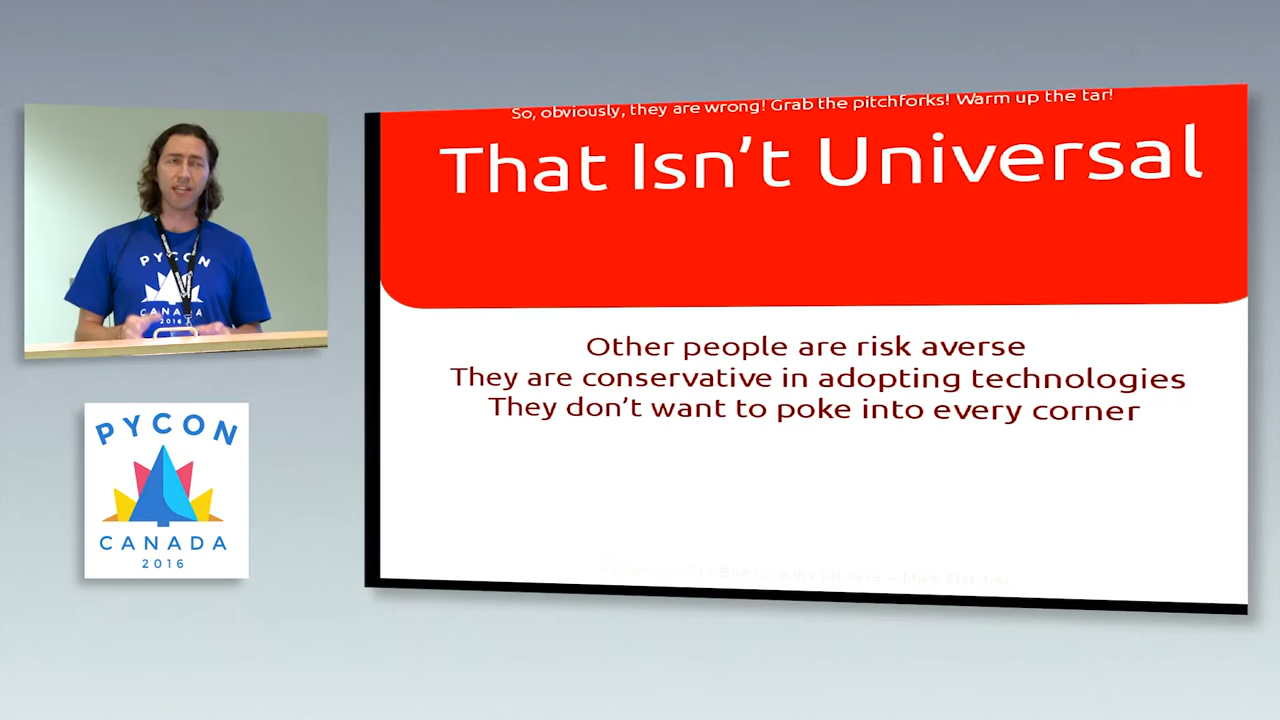 So, obviously, they are wrong! Grab the pitchforks! Warm up the tar!
That Isn't Universal
Other people are risk averse
They are conservative in adopting technologies
They don't want to poke into every corner
PYCON
CANADA
2016
PYCON
CANADA
2016